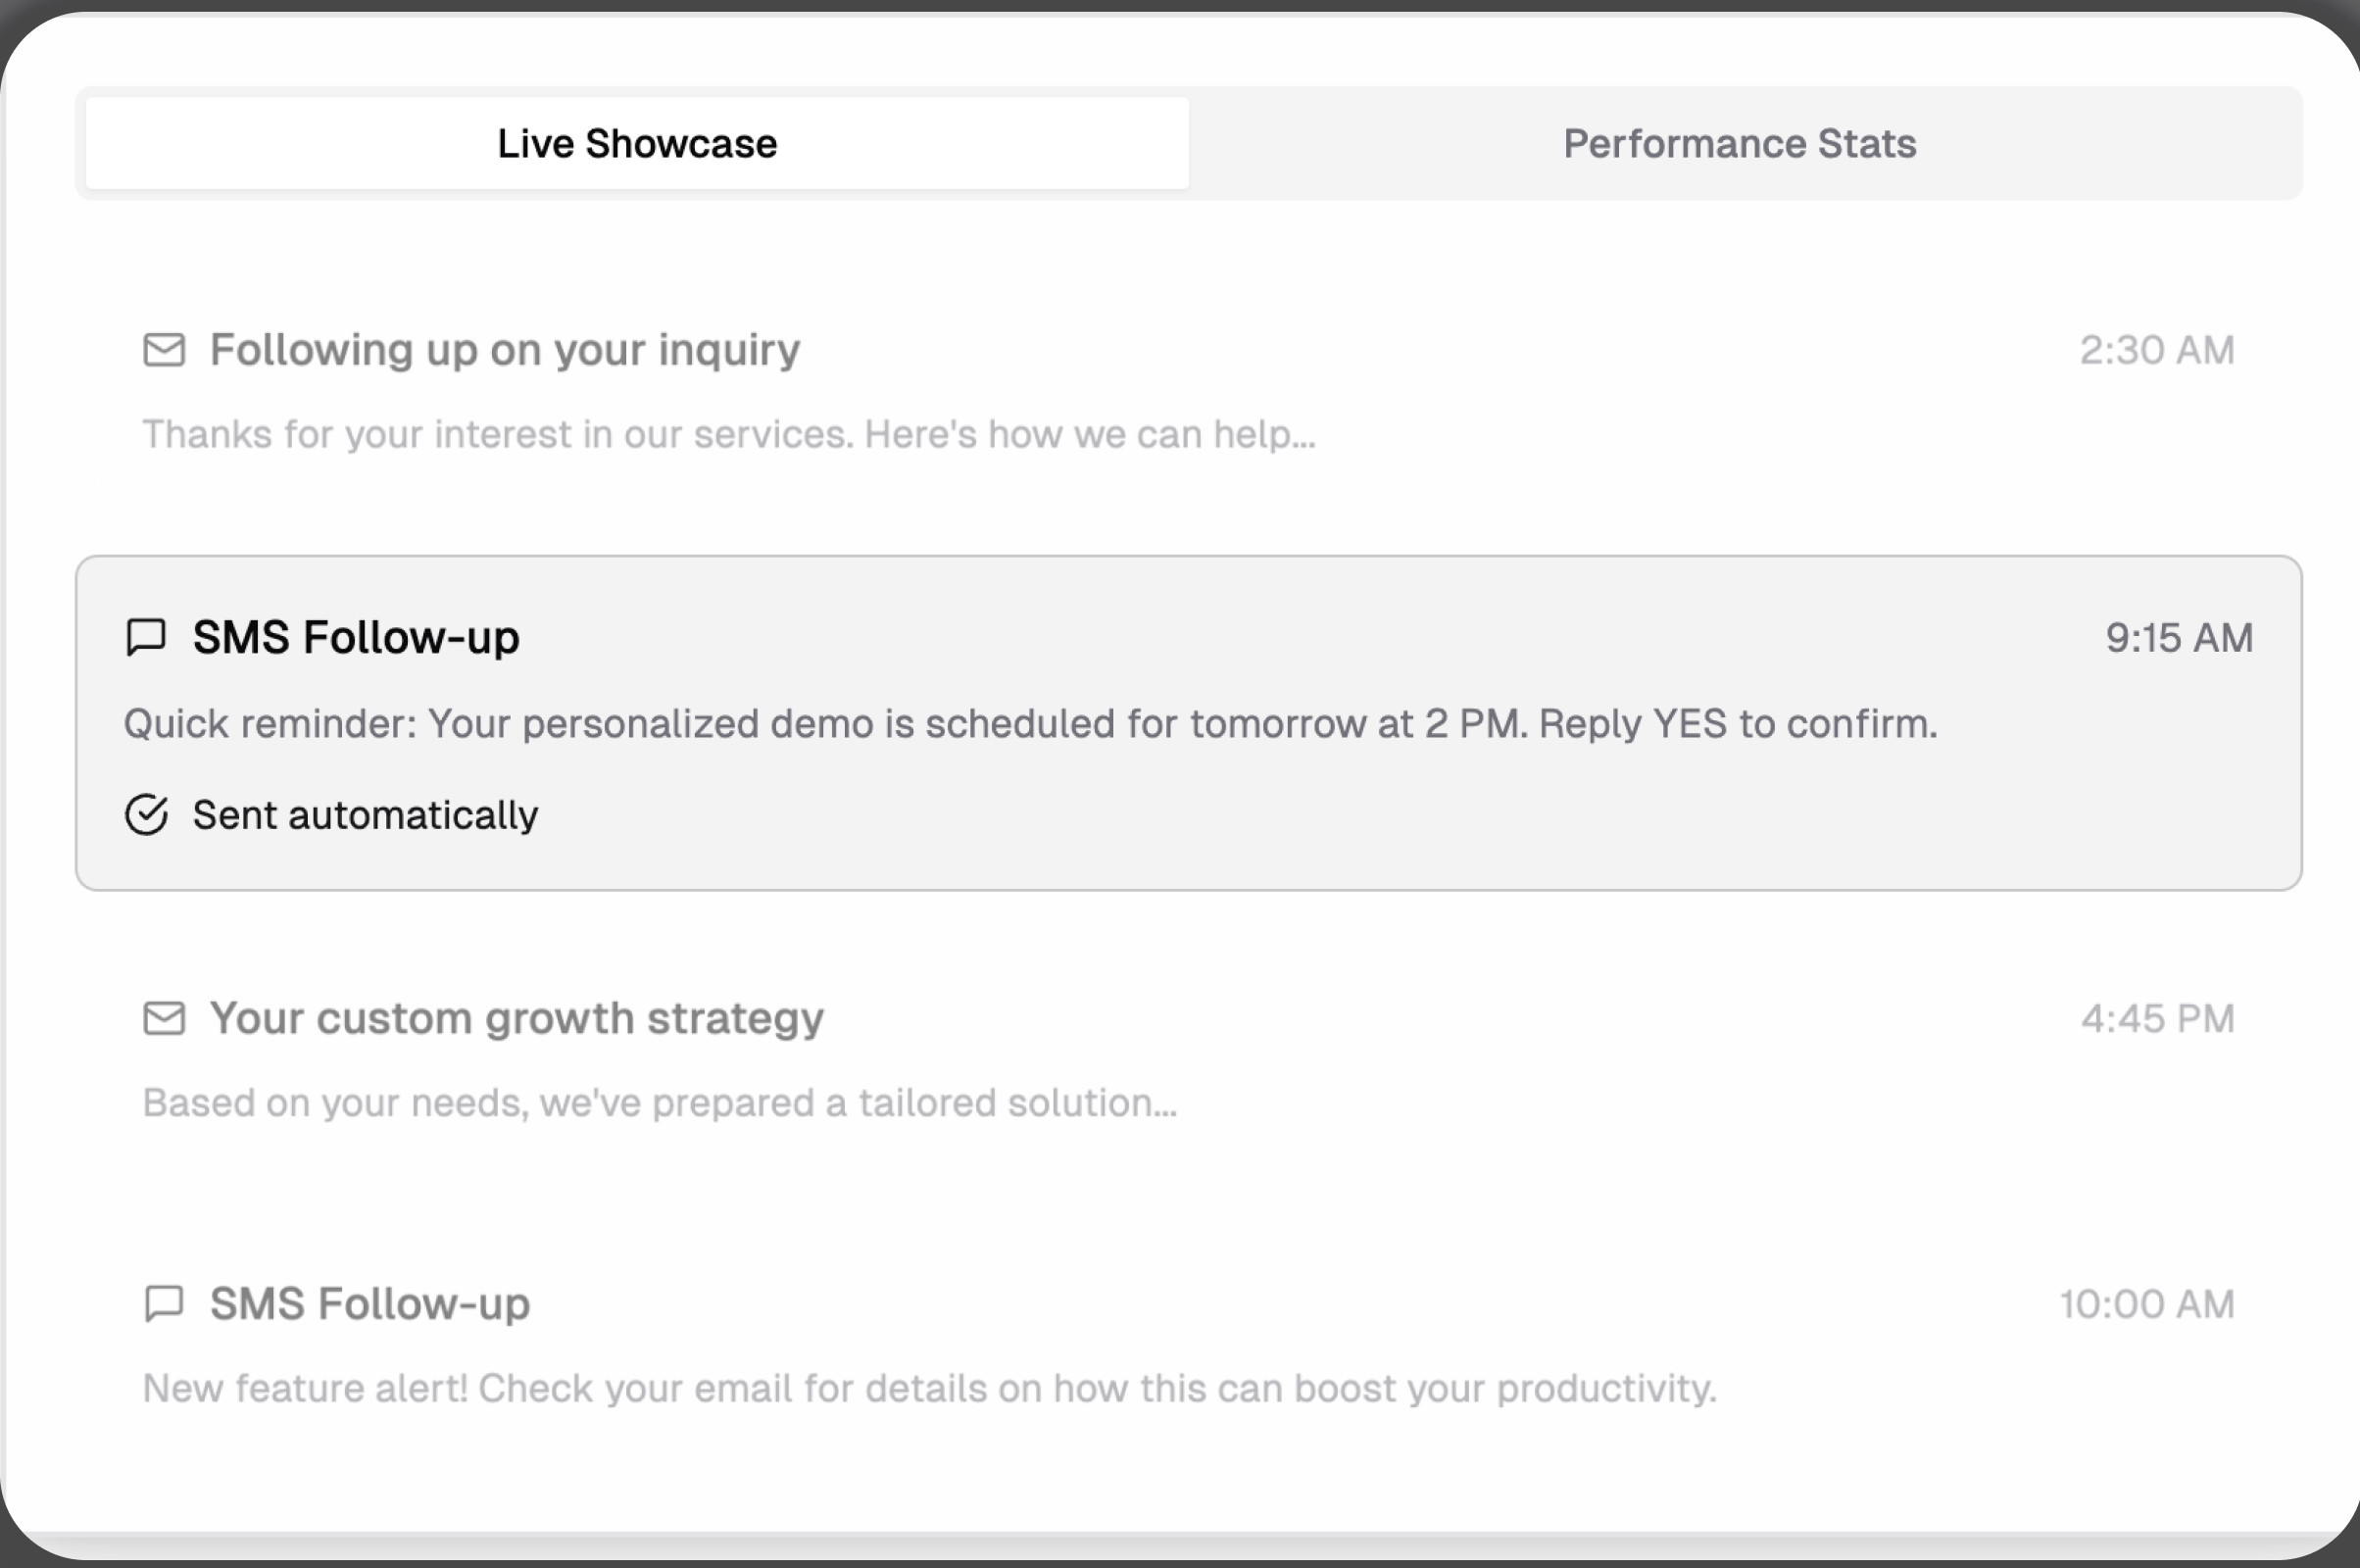 Live Showcase
Performance Stats
Following up on your inquiry
2:30 AM
Thanks for your interest in our services. Here's how we can help...
SMS Follow-up
9:15 AM
Quick reminder: Your personalized demo is scheduled for tomorrow at 2 PM. Reply YES to confirm.
Sent automatically
Your custom growth strategy
4:45 PM
Based on your needs, we've prepared a tailored solution...
SMS Follow-up
10:00 AM
New feature alert! Check your email for details on how this can boost your productivity.